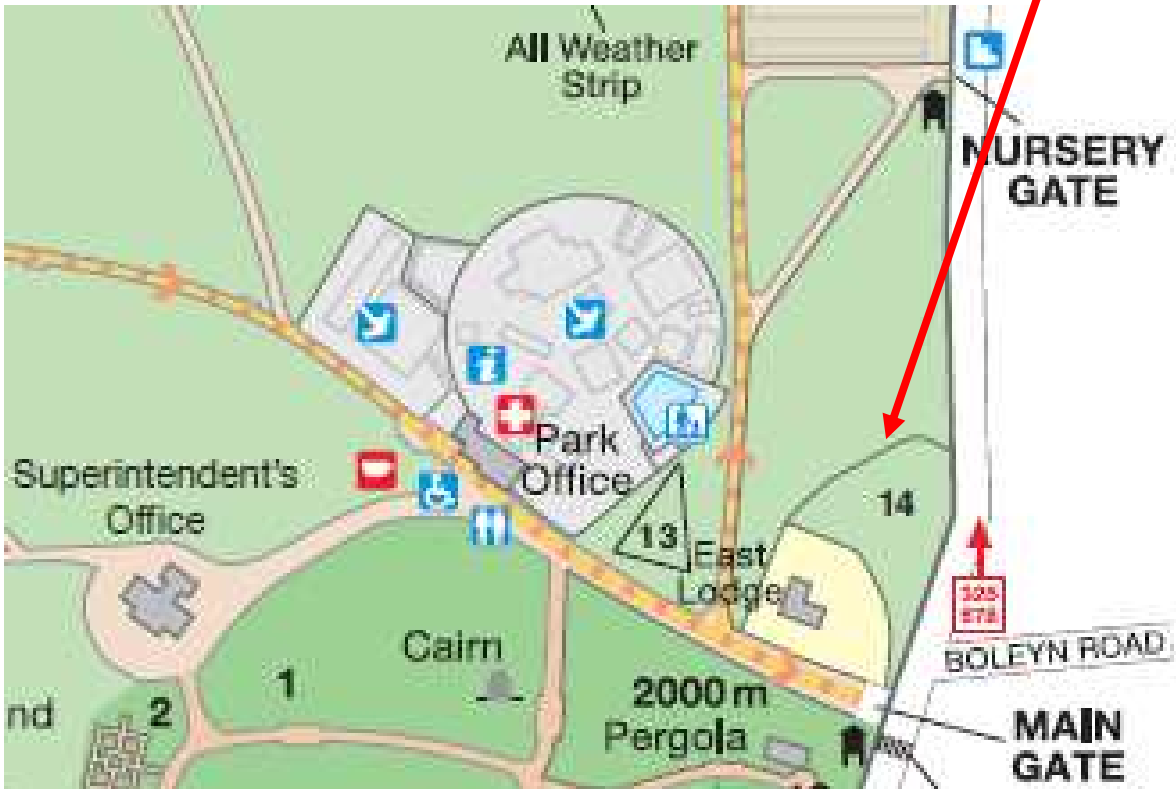 All Weather
Strip
NURSERY
GATE
Park
Office
Superintendent's
Office
14
13
East
Lodge
BOLEYN ROAD
Cairn
1
2000 m
nd
2
Pergola
MAIN
GATE